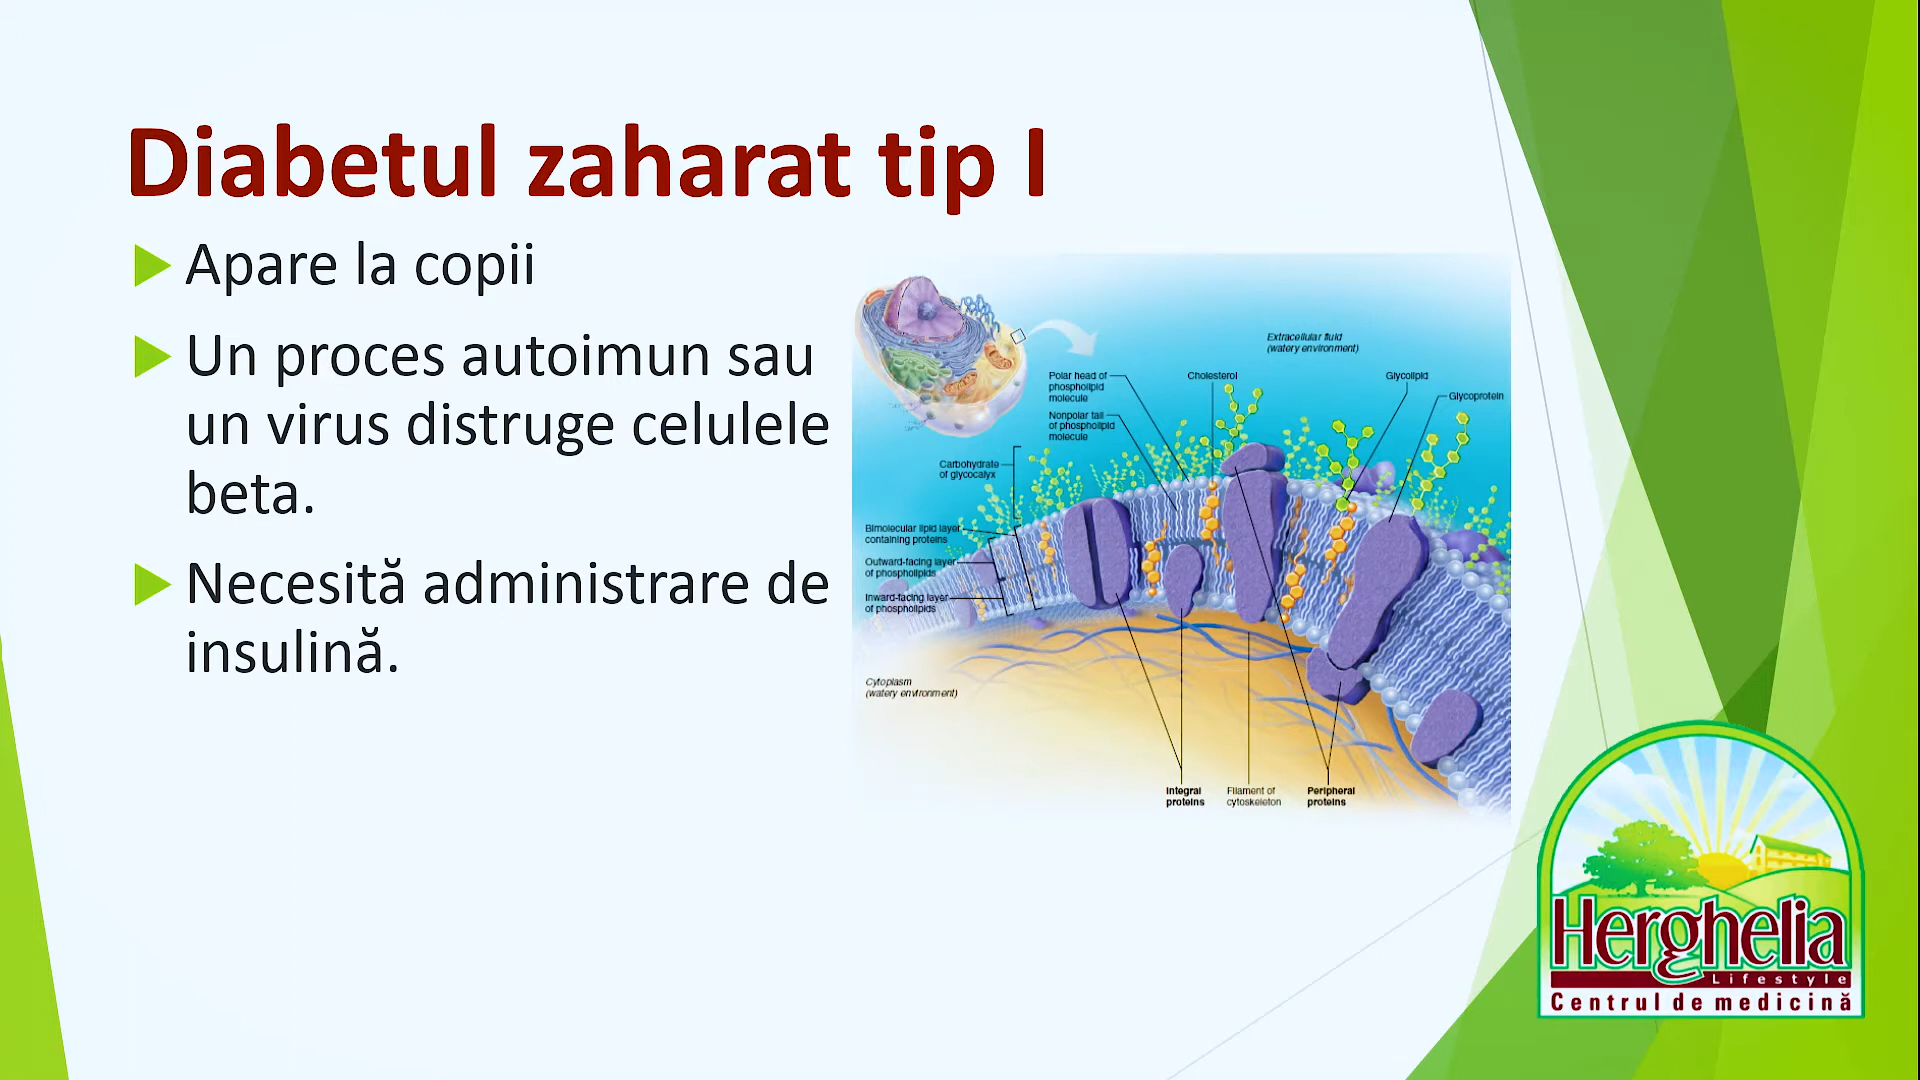 Diabetul zaharat tip I
Apare la copii
Un proces autoimun sau
un virus distruge celulele
beta.
Necesită administrare de
insulină.
Extracellular fluid
(watery environment)
Polar head of
phospholipid
molecule
Cholesterol
Glycolipid
Glycoprotein
Nonpolar tail
of phospholipid
molecule
Carbohydrate
of glycocalyx
Bimolecular lipid layer
containing proteins
Outward-facing layer
of phospholipids
Inward-facing layer
of phospholipids
Cytoplasm
(watery environment)
Integral
proteins
Filament of
cytoskeleton
Peripheral
proteins
Herghelia
Lifestyle
Centrul de medicină